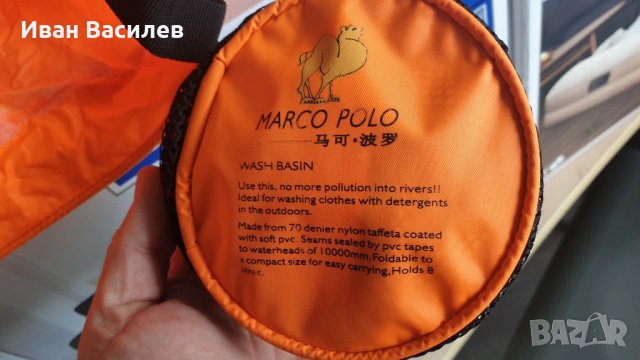 Иван Василев
MARCO POLO
马可·波罗
WASH BASIN
Use this, no more pollution into rivers!!
Ideal for washing clothes with detergents
in the outdoors.
Made from 70 denier nylon taffeta coated
with soft pvc. Seams sealed by pvc tapes
to waterheads of 10000mm. Foldable to
a compact size for easy carrying, Holds 8
litres.
BAZAR
bg